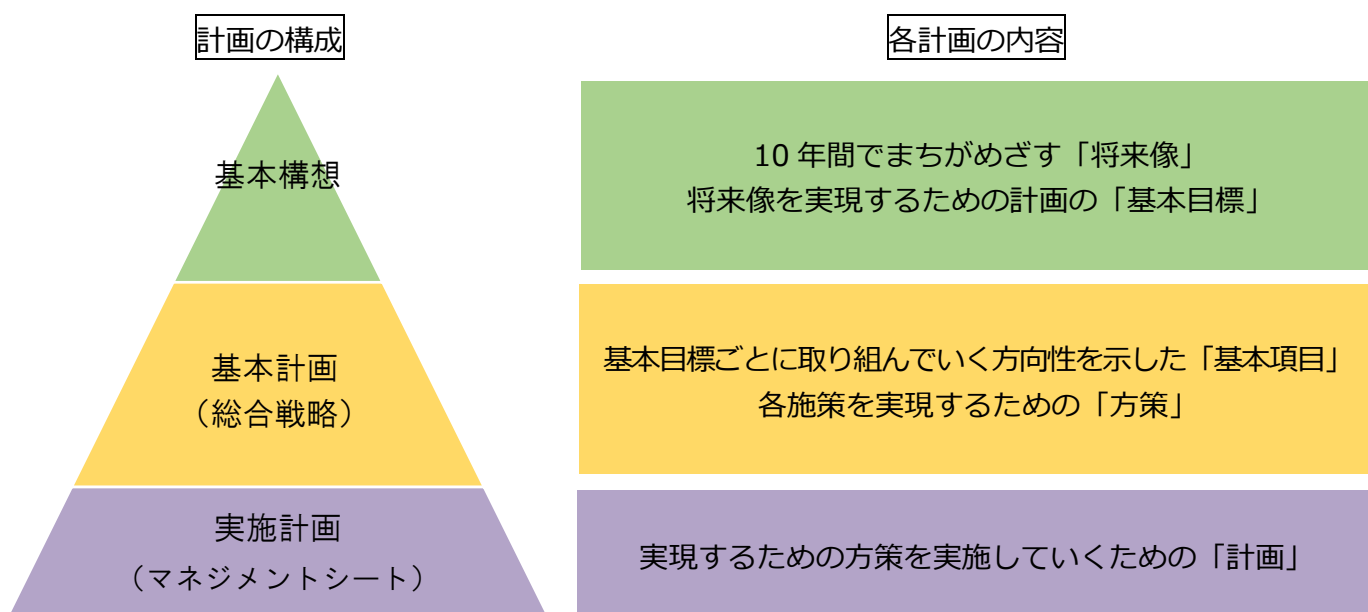 計画の構成
各計画の内容
基本構想
10 年間でまちがめざす「将来像」
将来像を実現するための計画の「基本目標」
基本計画
（総合戦略）
基本目標ごとに取り組んでいく方向性を示した「基本項目」
各施策を実現するための「方策」
実施計画
（マネジメントシート）
実現するための方策を実施していくための「計画」